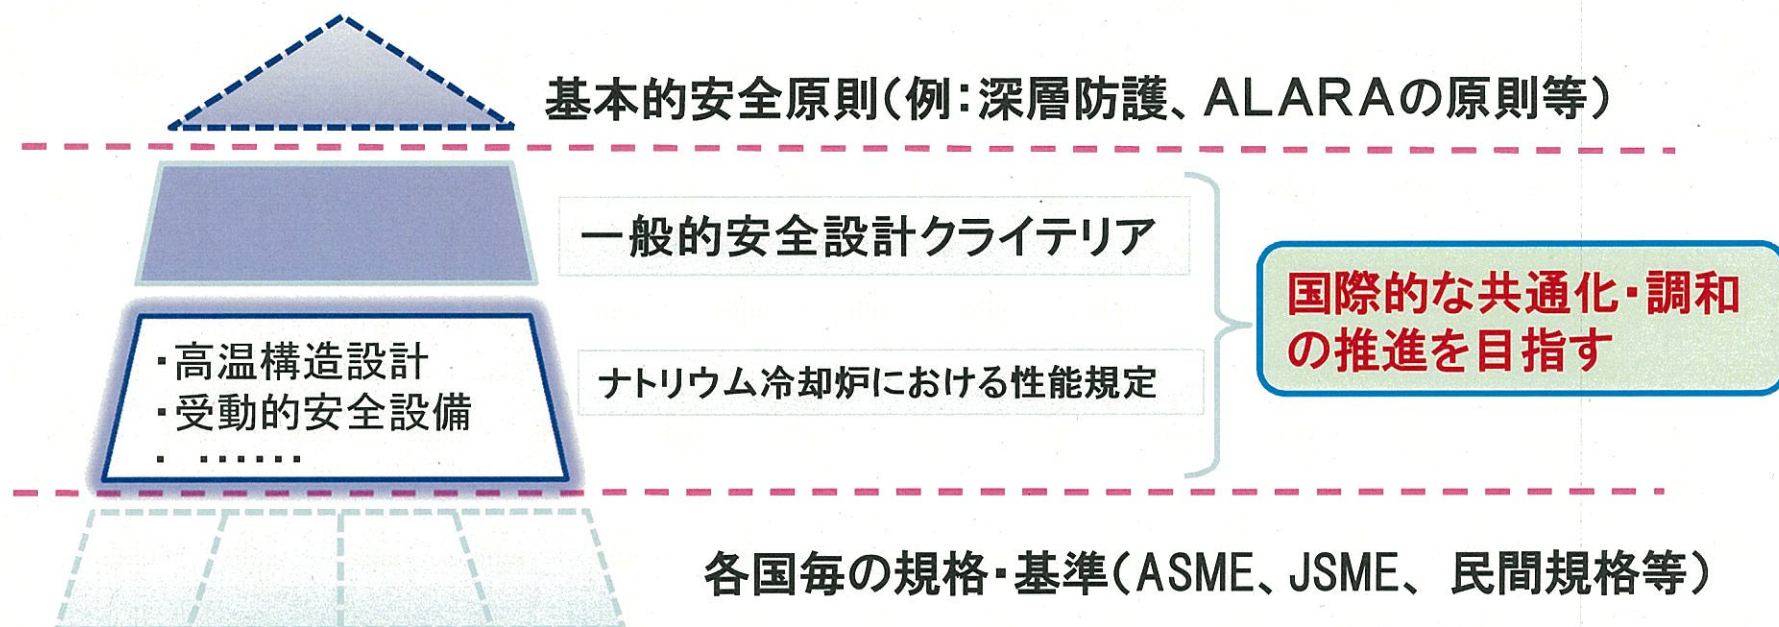 基本的安全原則(例：深層防護、ＡＬＡＲＡの原則等)
一般的安全設計クライテリア
国際的な共通化・調和
の推進を目指す
・高温構造設計
・受動的安全設備
・ ・・・・・・
ナトリウム冷却炉における性能規定
各国毎の規格・基準(ASME、JSME、 民間規格等)